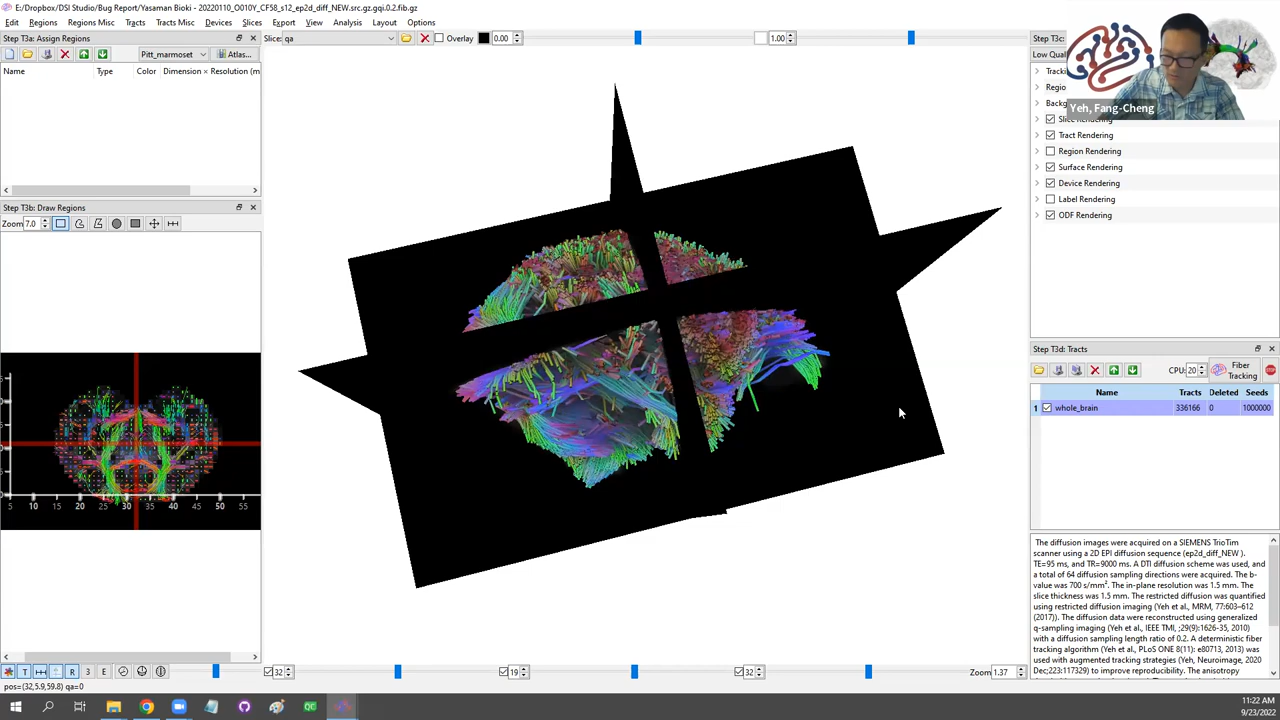 E:/Dropbox/DSI Studio/Bug Report/Yasaman Bioki - 20220110_O010Y_CF58_s12_ep2d_diff_NEW.src.gz.gqi.0.2.fib.gz
Edit Regions Regions Misc Tracts Tracts Misc Devices Slices Export View Analysis Layout Options
Step T3a: Assign Regions
Slice: qa Overlay 0.00 1.00
Step T3c:
Pitt_marmoset Atlas...
Low Qual
Name Type Color Dimension × Resolution (m
Tracki
Regio
Backg
Yeh, Fang-Cheng
Slice Rendering
Tract Rendering
Region Rendering
Surface Rendering
Device Rendering
Label Rendering
ODF Rendering
Step T3b: Draw Regions
Zoom 7.0
5 10 15 20 25 30 35 40 45 50 55
Step T3d: Tracts
CPU: 20 Fiber Tracking
Name Tracts Deleted Seeds
1 whole_brain 336166 0 1000000
The diffusion images were acquired on a SIEMENS TrioTim
scanner using a 2D EPI diffusion sequence (ep2d_diff_NEW ).
TE=95 ms, and TR=9000 ms. A DTI diffusion scheme was used, and
a total of 64 diffusion sampling directions were acquired. The b-
value was 700 s/mm². The in-plane resolution was 1.5 mm. The
slice thickness was 1.5 mm. The restricted diffusion was quantified
using restricted diffusion imaging (Yeh et al., MRM, 77:603–612
(2017)). The diffusion data were reconstructed using generalized
q-sampling imaging (Yeh et al., IEEE TMI, ;29(9):1626-35, 2010)
with a diffusion sampling length ratio of 0.2. A deterministic fiber
tracking algorithm (Yeh et al., PLoS ONE 8(11): e80713, 2013) was
used with augmented tracking strategies (Yeh, Neuroimage, 2020
Dec;223:117329) to improve reproducibility. The anisotropy
T R 3 E
32 19 32 Zoom 1.37
pos=(32,5.9,59.8) qa=0
QC
11:22 AM
9/23/2022